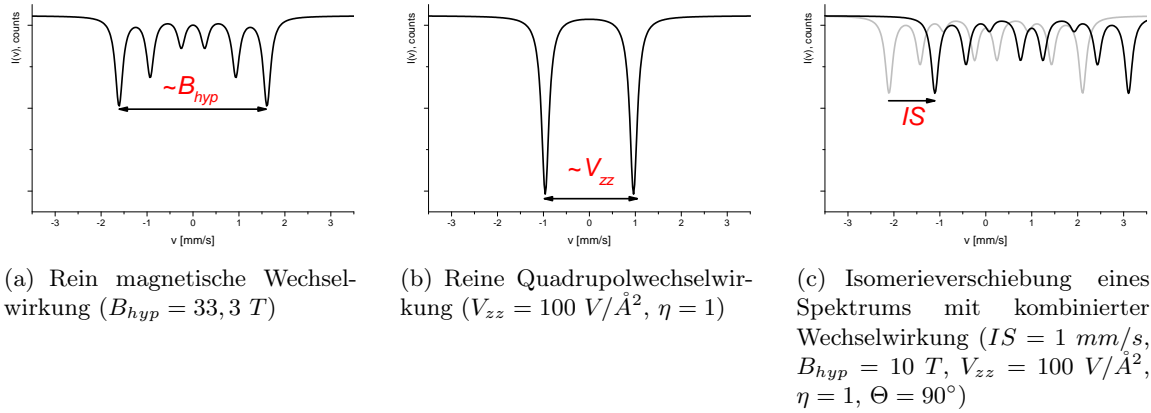 I(v), counts
~B_hyp
-3 -2 -1 0 1 2 3
v [mm/s]
I(v), counts
~V_zz
-3 -2 -1 0 1 2 3
v [mm/s]
I(v), counts
IS
-3 -2 -1 0 1 2 3
v [mm/s]
(a) Rein magnetische Wechsel-
wirkung (B_hyp = 33,3 T)
(b) Reine Quadrupolwechselwir-
kung (V_zz = 100 V/Å², η = 1)
(c) Isomerieverschiebung eines
Spektrums mit kombinierter
Wechselwirkung (IS = 1 mm/s,
B_hyp = 10 T, V_zz = 100 V/Å²,
η = 1, Θ = 90°)